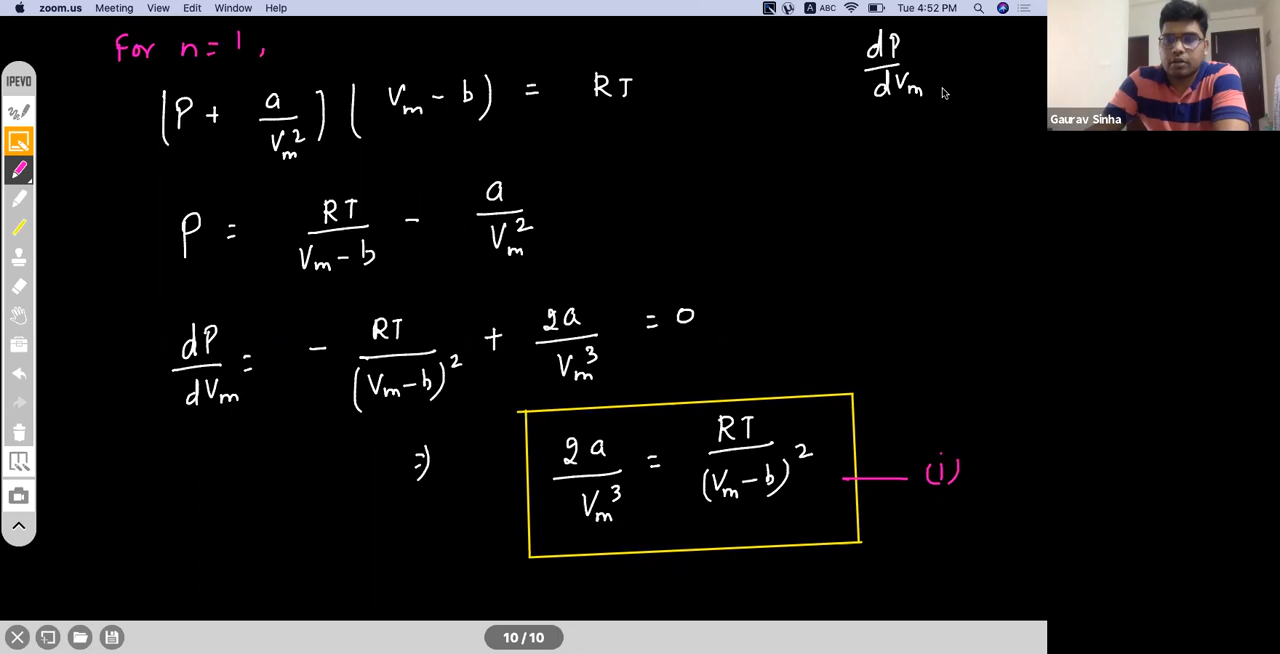 zoom.us Meeting View Edit Window Help A ABC Tue 4:52 PM
IPEVO
For n = 1,
(P + a/Vm²) (Vm - b) = RT
dP/dVm
Gaurav Sinha
P = RT/(Vm - b) - a/Vm²
dP/dVm = - RT/(Vm - b)² + 2a/Vm³ = 0
⇒ 2a/Vm³ = RT/(Vm - b)² — (i)
10/10